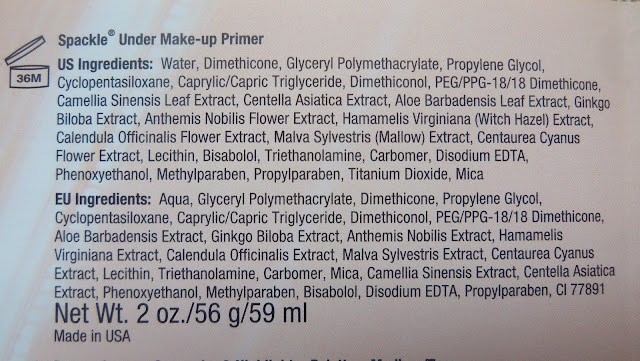 Spackle® Under Make-up Primer
36M
US Ingredients: Water, Dimethicone, Glyceryl Polymethacrylate, Propylene Glycol,
Cyclopentasiloxane, Caprylic/Capric Triglyceride, Dimethiconol, PEG/PPG-18/18 Dimethicone,
Camellia Sinensis Leaf Extract, Centella Asiatica Extract, Aloe Barbadensis Leaf Extract, Ginkgo
Biloba Extract, Anthemis Nobilis Flower Extract, Hamamelis Virginiana (Witch Hazel) Extract,
Calendula Officinalis Flower Extract, Malva Sylvestris (Mallow) Extract, Centaurea Cyanus
Flower Extract, Lecithin, Bisabolol, Triethanolamine, Carbomer, Disodium EDTA,
Phenoxyethanol, Methylparaben, Propylparaben, Titanium Dioxide, Mica
EU Ingredients: Aqua, Glyceryl Polymethacrylate, Dimethicone, Propylene Glycol,
Cyclopentasiloxane, Caprylic/Capric Triglyceride, Dimethiconol, PEG/PPG-18/18 Dimethicone,
Aloe Barbadensis Extract, Ginkgo Biloba Extract, Anthemis Nobilis Extract, Hamamelis
Virginiana Extract, Calendula Officinalis Extract, Malva Sylvestris Extract, Centaurea Cyanus
Extract, Lecithin, Triethanolamine, Carbomer, Mica, Camellia Sinensis Extract, Centella Asiatica
Extract, Phenoxyethanol, Methylparaben, Bisabolol, Disodium EDTA, Propylparaben, CI 77891
Net Wt. 2 oz./56 g/59 ml
Made in USA